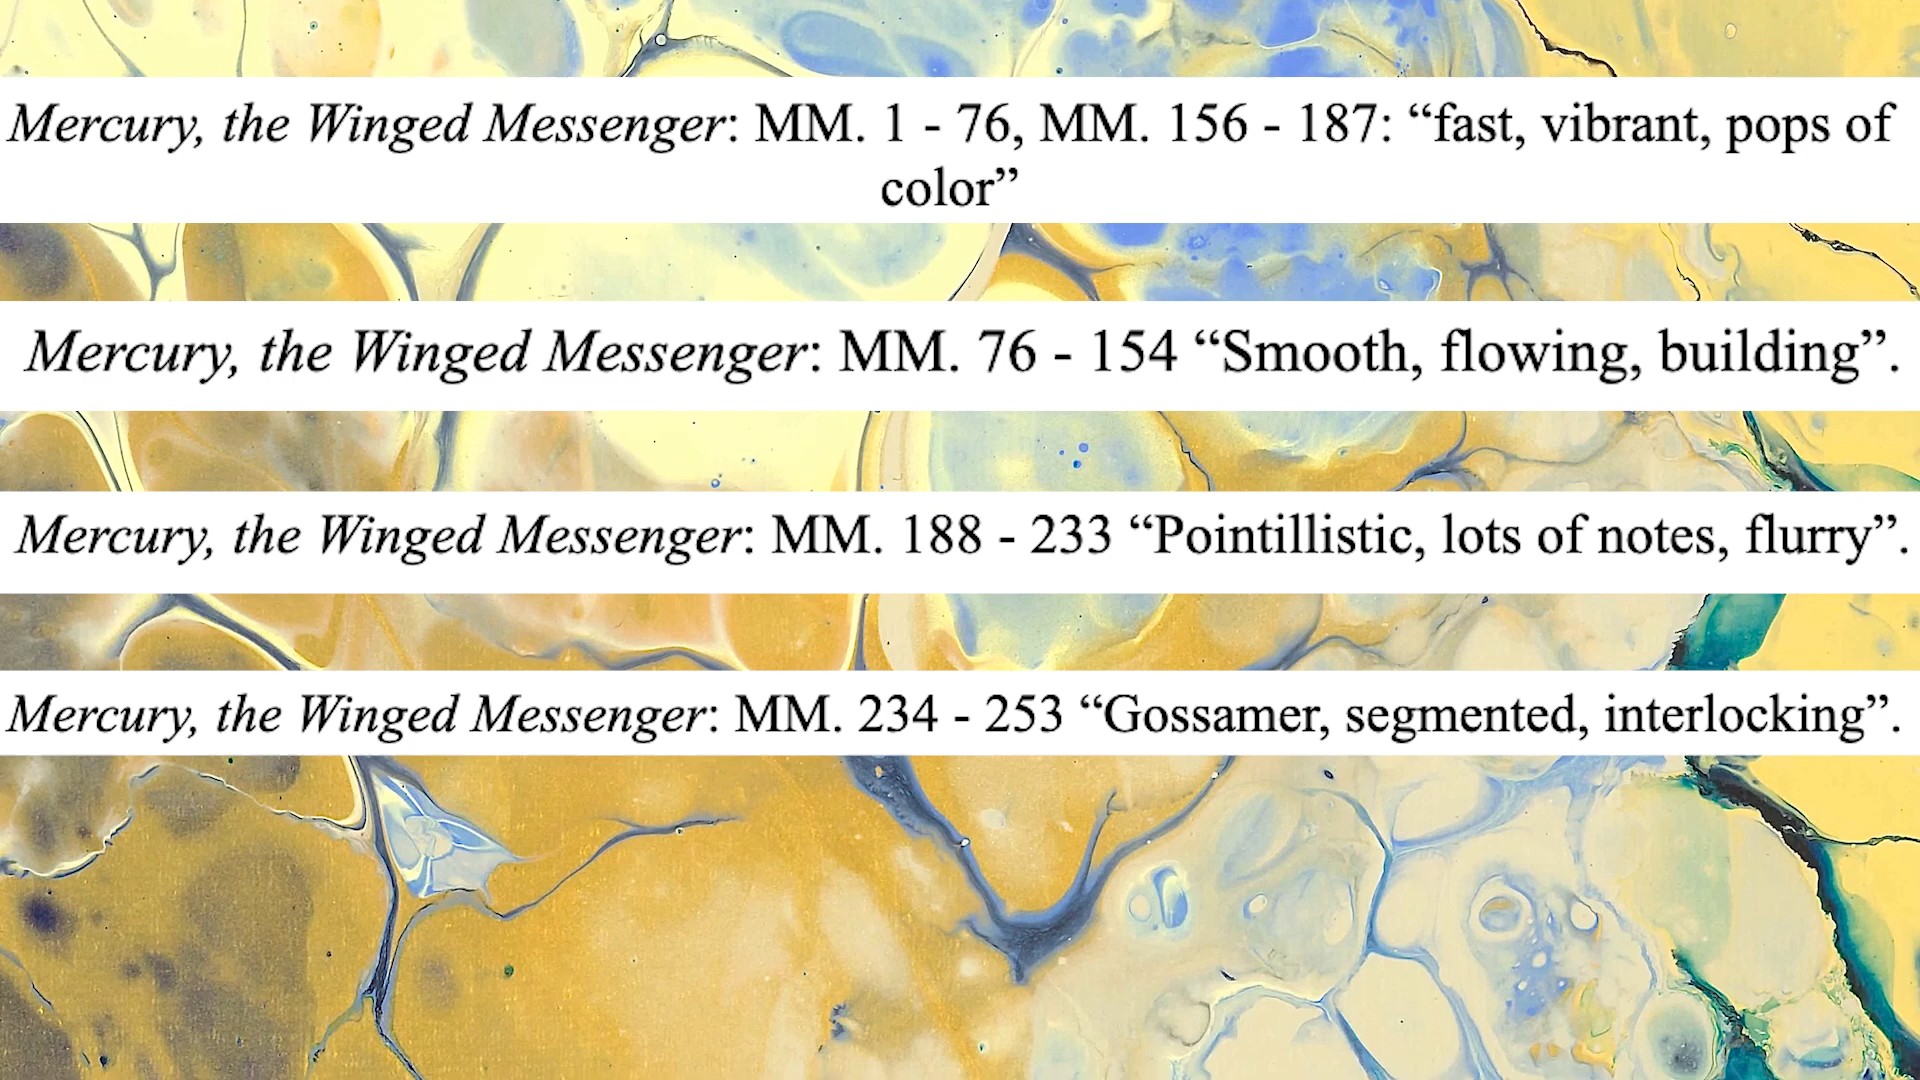 Mercury, the Winged Messenger: MM. 1 - 76, MM. 156 - 187: “fast, vibrant, pops of
color”
Mercury, the Winged Messenger: MM. 76 - 154 “Smooth, flowing, building”.
Mercury, the Winged Messenger: MM. 188 - 233 “Pointillistic, lots of notes, flurry”.
Mercury, the Winged Messenger: MM. 234 - 253 “Gossamer, segmented, interlocking”.